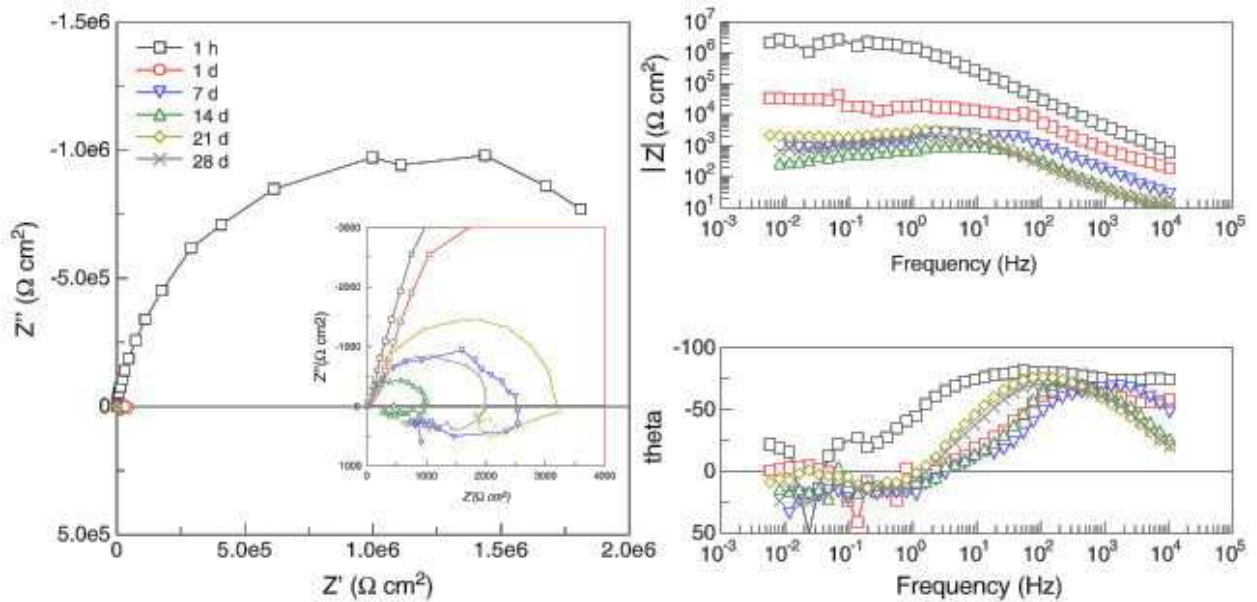 -1.5e6
-1.0e6
-5.0e5
0
5.0e5
Z'' (Ω cm²)
1 h
1 d
7 d
14 d
21 d
28 d
0
5.0e5
1.0e6
1.5e6
2.0e6
Z' (Ω cm²)
-3000
-2000
-1000
0
1000
Z''(Ω cm2)
0
1000
2000
3000
4000
Z'(Ω cm²)
10⁷
10⁶
10⁵
10⁴
10³
10²
10¹
|Z| (Ω cm²)
10⁻³ 10⁻² 10⁻¹ 10⁰ 10¹ 10² 10³ 10⁴ 10⁵
Frequency (Hz)
-100
-50
0
50
theta
10⁻³ 10⁻² 10⁻¹ 10⁰ 10¹ 10² 10³ 10⁴ 10⁵
Frequency (Hz)